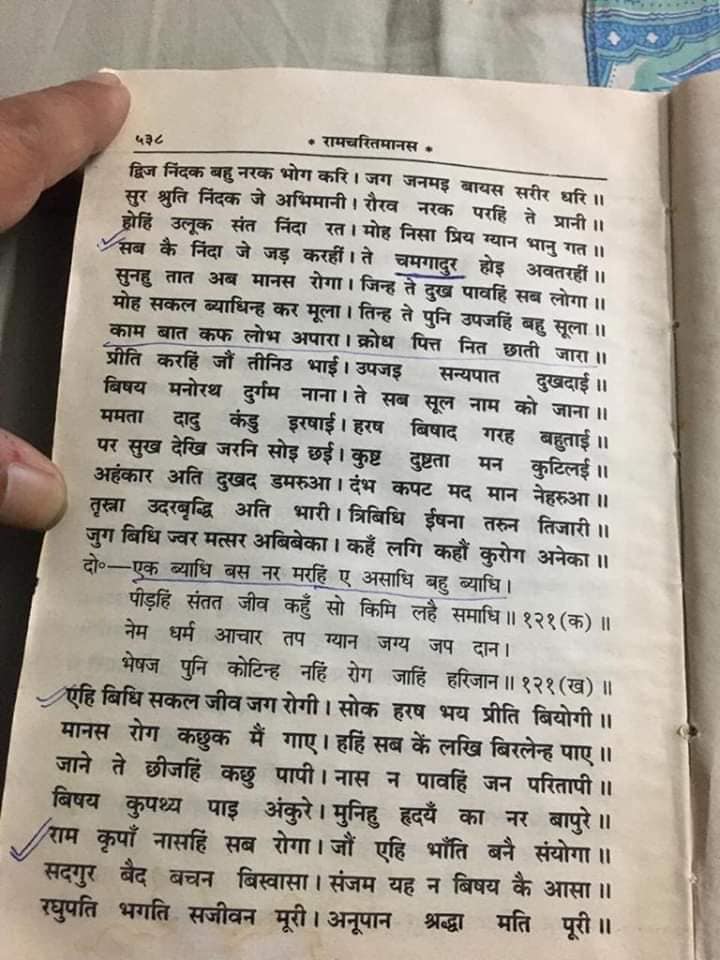 ५३८
* रामचरितमानस *
द्विज निंदक बहु नरक भोग करि। जग जनमइ बायस सरीर धरि॥
सुर श्रुति निंदक जे अभिमानी। रौरव नरक परहिं ते प्रानी॥
होहिं उलूक संत निंदा रत। मोह निसा प्रिय ग्यान भानु गत॥
सब कै निंदा जे जड़ करहीं। ते चमगादुर होइ अवतरहीं॥
सुनहु तात अब मानस रोगा। जिन्ह ते दुख पावहिं सब लोगा॥
मोह सकल ब्याधिन्ह कर मूला। तिन्ह ते पुनि उपजहिं बहु सूला॥
काम बात कफ लोभ अपारा। क्रोध पित्त नित छाती जारा॥
प्रीति करहिं जौं तीनिउ भाई। उपजइ सन्यपात दुखदाई॥
बिषय मनोरथ दुर्गम नाना। ते सब सूल नाम को जाना॥
ममता दादु कंडु इरषाई। हरष बिषाद गरह बहुताई॥
पर सुख देखि जरनि सोइ छई। कुष्ट दुष्टता मन कुटिलई॥
अहंकार अति दुखद डमरुआ। दंभ कपट मद मान नेहरुआ॥
तृस्ना उदरबृद्धि अति भारी। त्रिबिधि ईषना तरुन तिजारी॥
जुग बिधि ज्वर मत्सर अबिबेका। कहँ लगि कहौं कुरोग अनेका॥
दो०—एक ब्याधि बस नर मरहिं ए असाधि बहु ब्याधि।
पीड़हिं संतत जीव कहुँ सो किमि लहै समाधि॥ १२१(क)॥
नेम धर्म आचार तप ग्यान जग्य जप दान।
भेषज पुनि कोटिन्ह नहिं रोग जाहिं हरिजान॥ १२१(ख)॥
एहि बिधि सकल जीव जग रोगी। सोक हरष भय प्रीति बियोगी॥
मानस रोग कछुक मैं गाए। हहिं सब कें लखि बिरलेन्ह पाए॥
जाने ते छीजहिं कछु पापी। नास न पावहिं जन परितापी॥
बिषय कुपथ्य पाइ अंकुरे। मुनिहु हृदयँ का नर बापुरे॥
राम कृपाँ नासहिं सब रोगा। जौं एहि भाँति बनै संयोगा॥
सदगुर बैद बचन बिस्वासा। संजम यह न बिषय कै आसा॥
रघुपति भगति सजीवन मूरी। अनूपान श्रद्धा मति पूरी॥